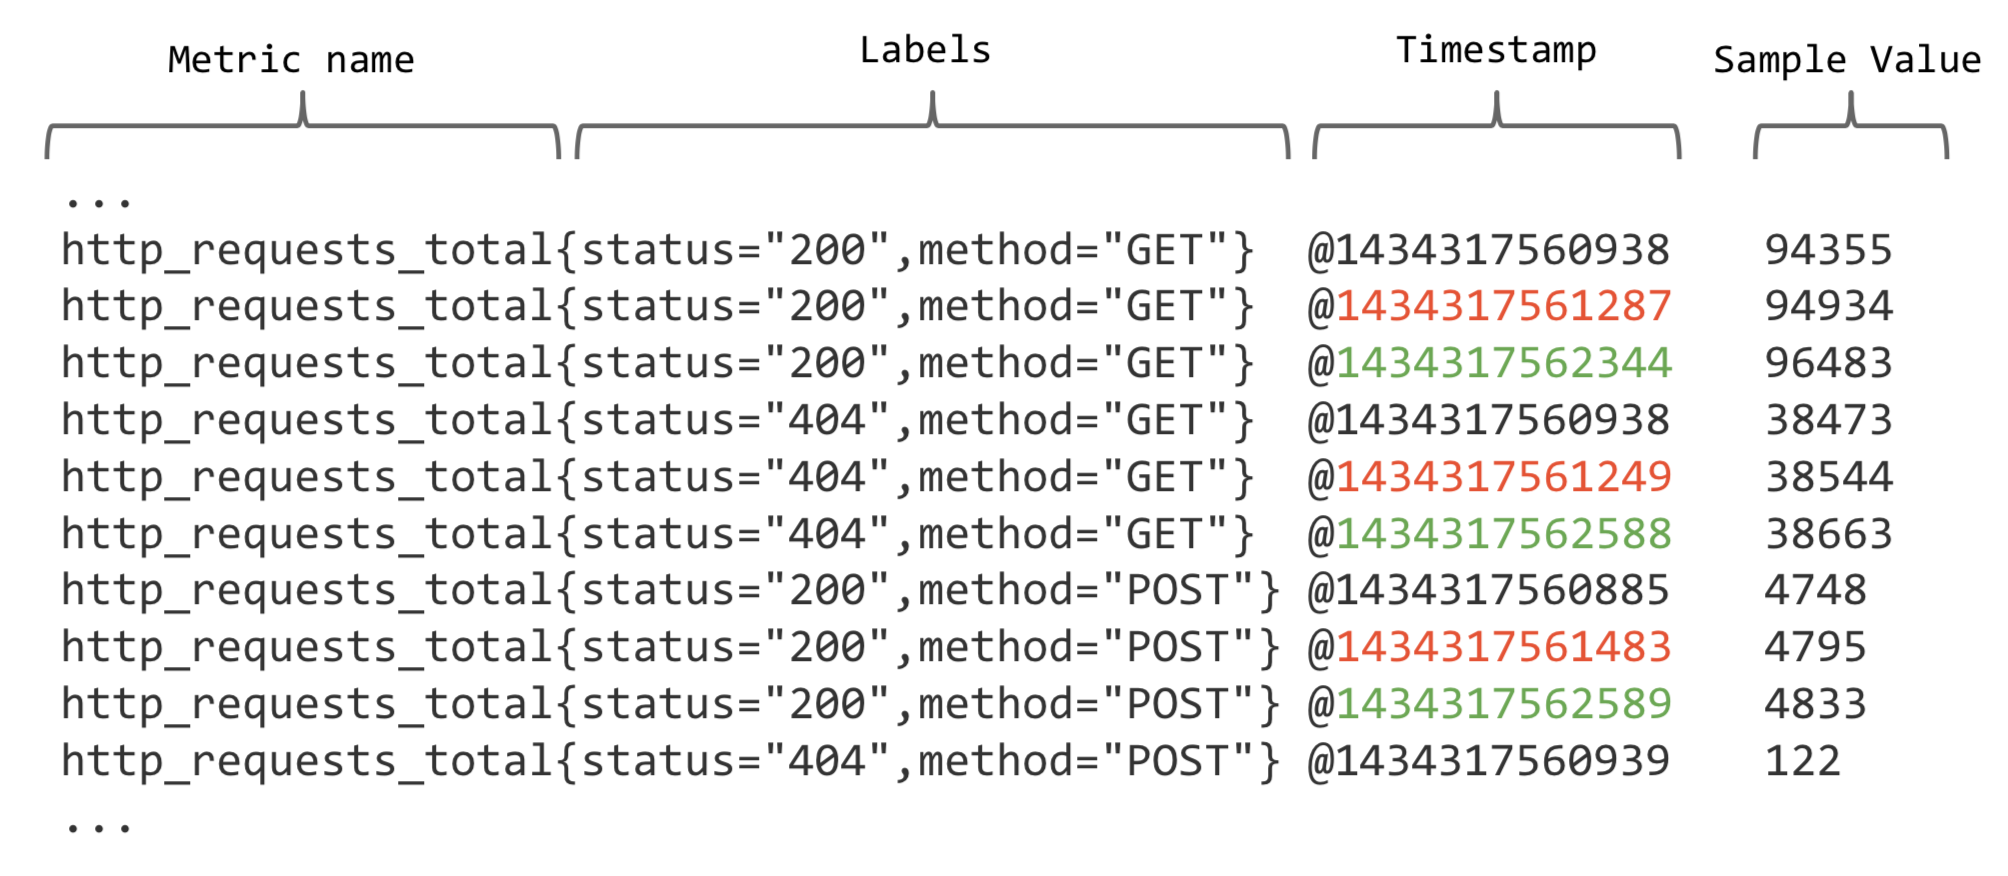 Metric name Labels Timestamp Sample Value
...
http_requests_total{status="200",method="GET"} @1434317560938 94355
http_requests_total{status="200",method="GET"} @1434317561287 94934
http_requests_total{status="200",method="GET"} @1434317562344 96483
http_requests_total{status="404",method="GET"} @1434317560938 38473
http_requests_total{status="404",method="GET"} @1434317561249 38544
http_requests_total{status="404",method="GET"} @1434317562588 38663
http_requests_total{status="200",method="POST"} @1434317560885 4748
http_requests_total{status="200",method="POST"} @1434317561483 4795
http_requests_total{status="200",method="POST"} @1434317562589 4833
http_requests_total{status="404",method="POST"} @1434317560939 122
...